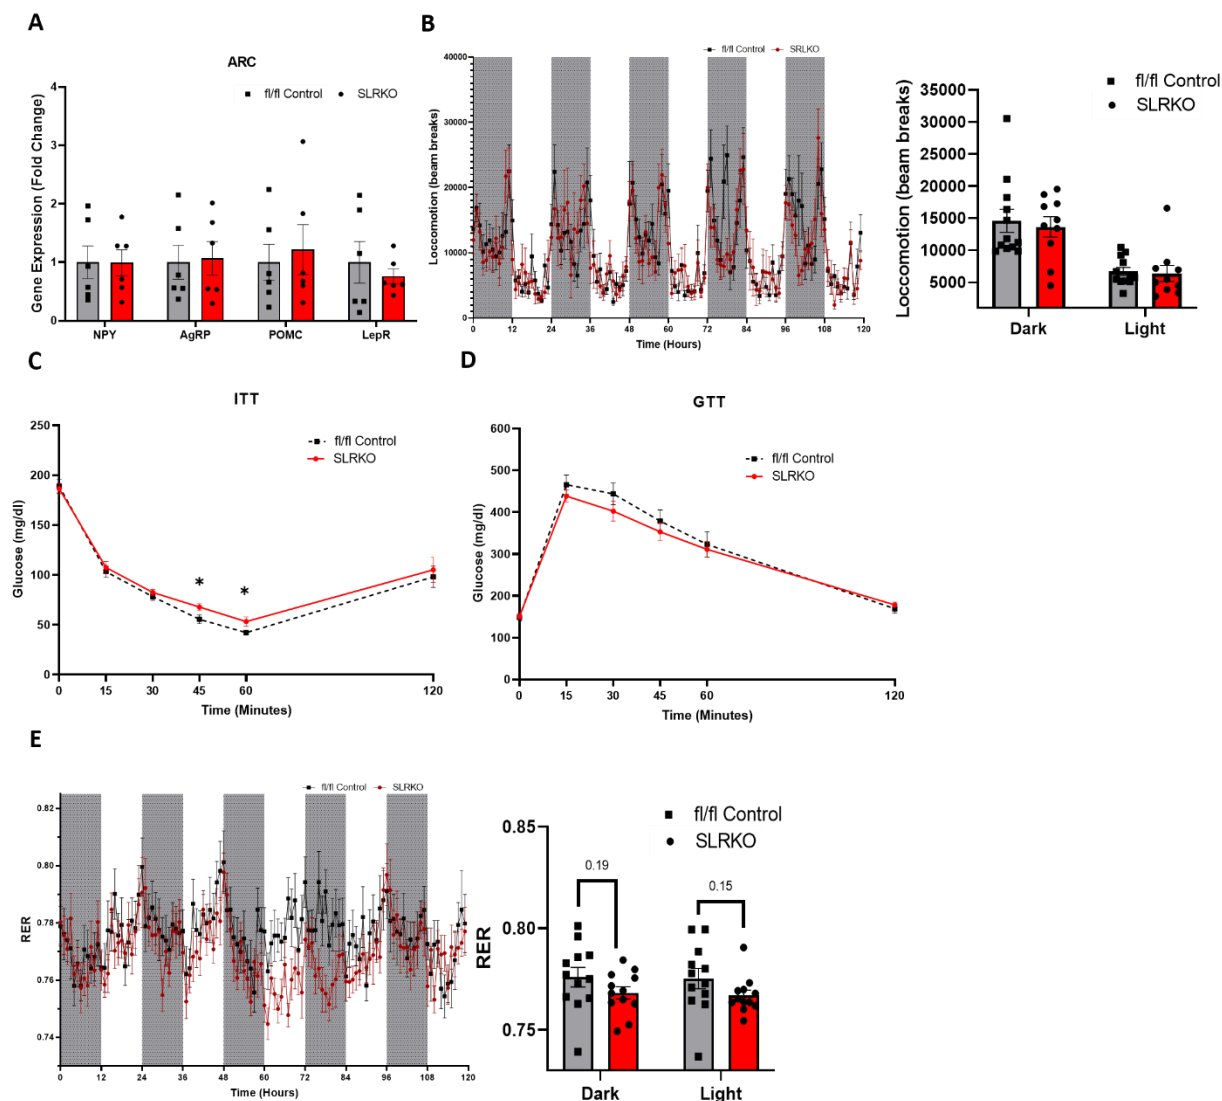 A
ARC
fl/fl Control
SLRKO
Gene Expression (Fold Change)
4
3
2
1
0
NPY
AgRP
POMC
LepR
B
fl/fl Control
SRLKO
Loccomotion (beam breaks)
40000
30000
20000
10000
0
0
12
24
36
48
60
72
84
96
108
120
Time (Hours)
fl/fl Control
SLRKO
Loccomotion (beam breaks)
35000
30000
25000
20000
15000
10000
5000
Dark
Light
C
ITT
fl/fl Control
SLRKO
Glucose (mg/dl)
250
200
150
100
50
0
*
*
0
15
30
45
60
120
Time (Minutes)
D
GTT
fl/fl Control
SLRKO
Glucose (mg/dl)
600
500
400
300
200
100
0
0
15
30
45
60
120
Time (Minutes)
E
fl/fl Control
SLRKO
RER
0.82
0.80
0.78
0.76
0.74
0
12
24
36
48
60
72
84
96
108
120
Time (Hours)
fl/fl Control
SLRKO
RER
0.85
0.80
0.75
0.19
0.15
Dark
Light